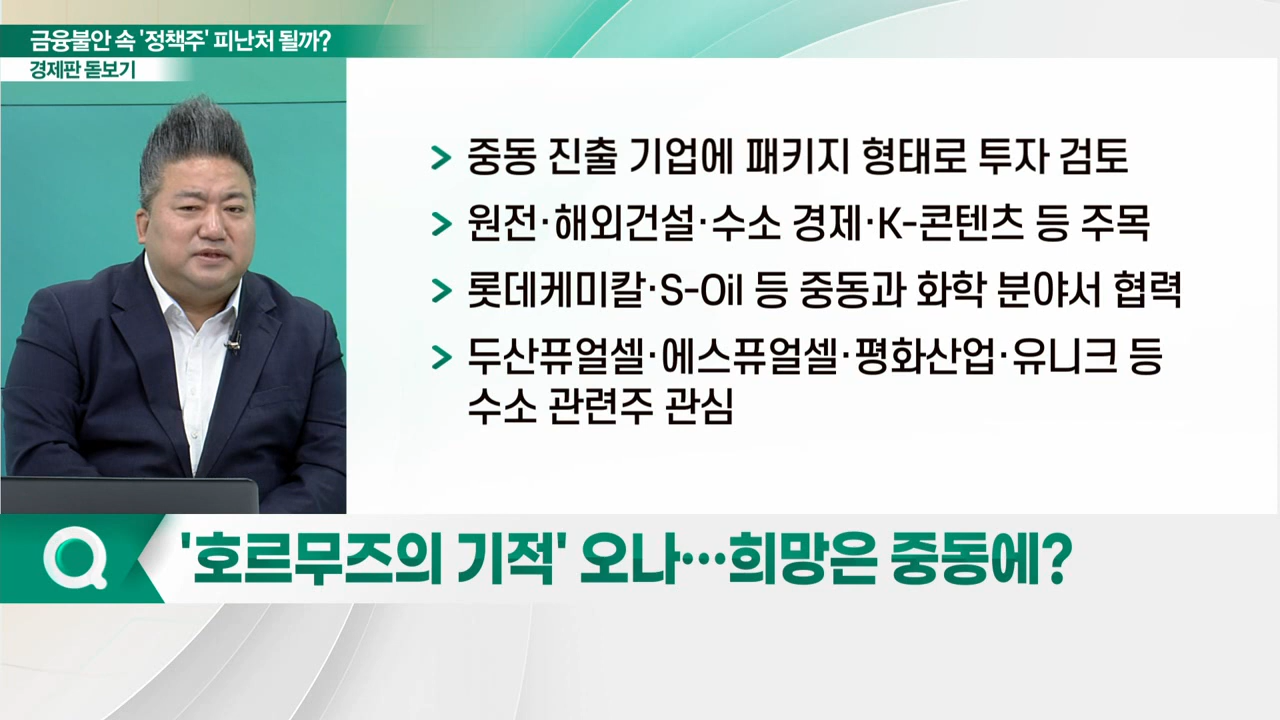 금융불안 속 '정책주' 피난처 될까?
경제판 돋보기
> 중동 진출 기업에 패키지 형태로 투자 검토
> 원전·해외건설·수소 경제·K-콘텐츠 등 주목
> 롯데케미칼·S-Oil 등 중동과 화학 분야서 협력
> 두산퓨얼셀·에스퓨얼셀·평화산업·유니크 등
수소 관련주 관심
'호르무즈의 기적' 오나…희망은 중동에?